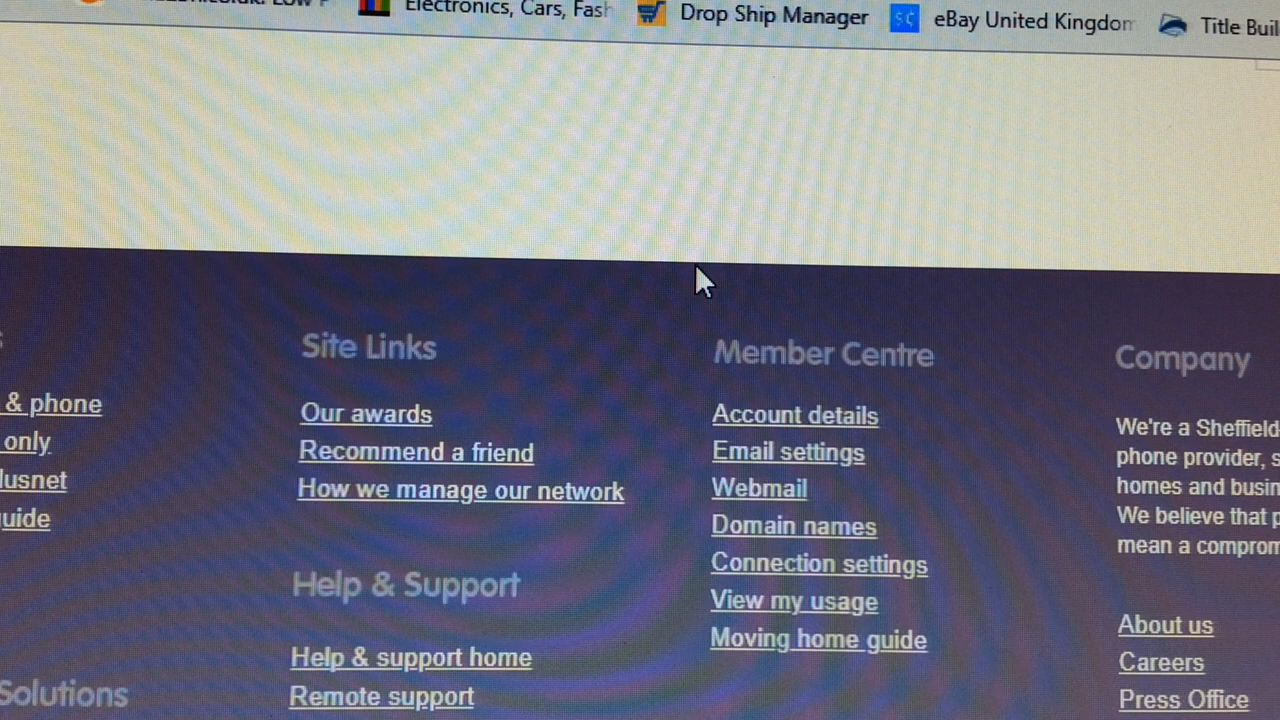 Electronics, Cars, Fash
Drop Ship Manager
eBay United Kingdom
Title Buil
& phone
only
lusnet
uide
Solutions
Site Links
Our awards
Recommend a friend
How we manage our network
Help & Support
Help & support home
Remote support
Member Centre
Account details
Email settings
Webmail
Domain names
Connection settings
View my usage
Moving home guide
Company
We're a Sheffield
phone provider, s
homes and busin
We believe that p
mean a comprom
About us
Careers
Press Office